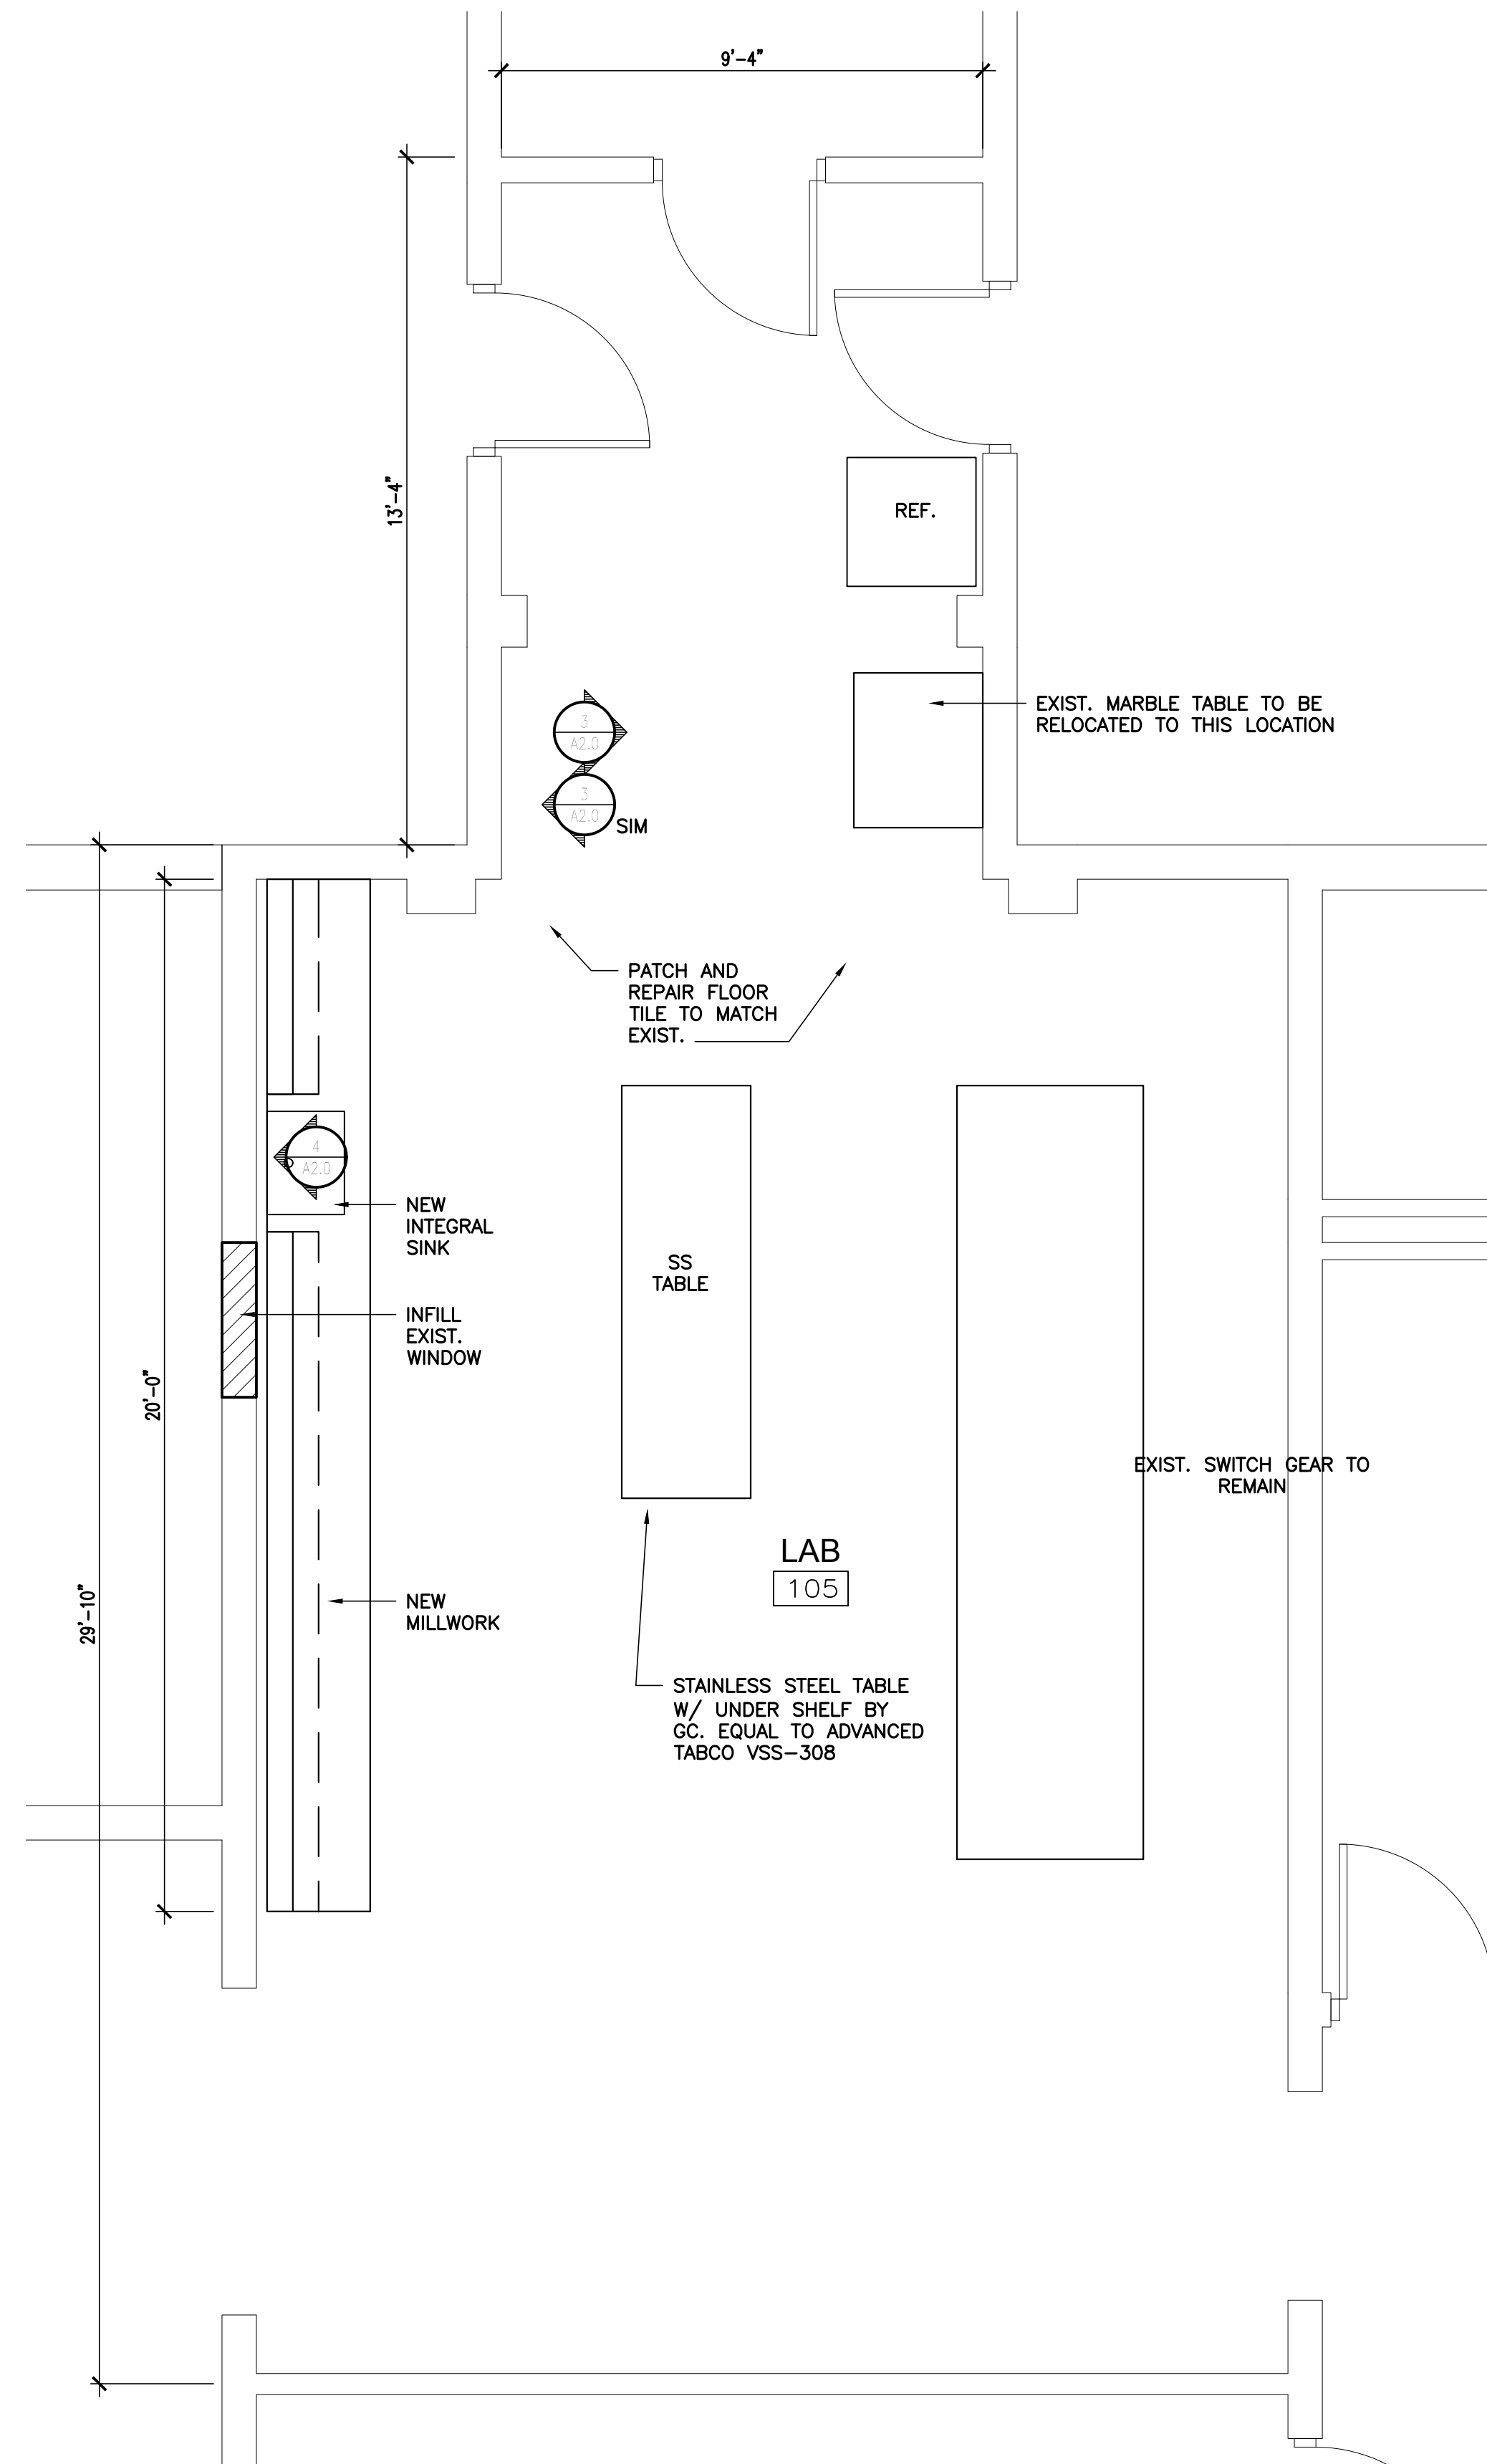 9'-4"
13'-4"
REF.
EXIST. MARBLE TABLE TO BE
RELOCATED TO THIS LOCATION
3
A2.0
3
A2.0
SIM
PATCH AND
REPAIR FLOOR
TILE TO MATCH
EXIST.
4
A2.0
NEW
INTEGRAL
SINK
SS
TABLE
INFILL
EXIST.
WINDOW
20'-0"
29'-10"
EXIST. SWITCH GEAR TO
REMAIN
LAB
105
NEW
MILLWORK
STAINLESS STEEL TABLE
W/ UNDER SHELF BY
GC. EQUAL TO ADVANCED
TABCO VSS-308